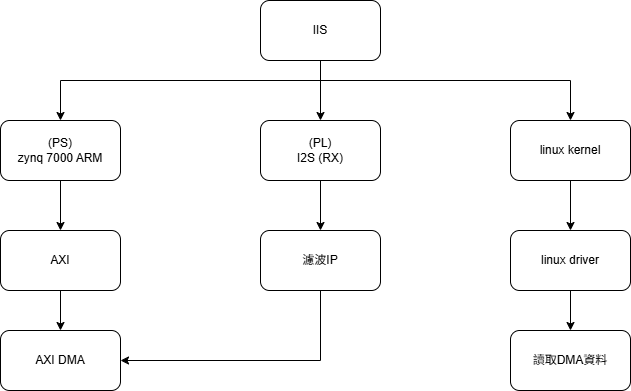 IIS
(PS)
zynq 7000 ARM
(PL)
I2S (RX)
linux kernel
AXI
濾波IP
linux driver
AXI DMA
讀取DMA資料